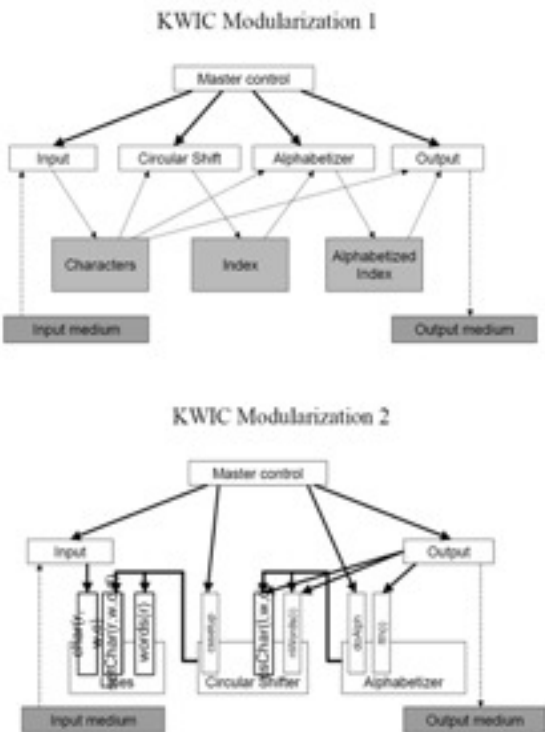 KWIC Modularization 1
Master control
Input
Circular Shift
Alphabetizer
Output
Characters
Index
Alphabetized
Index
Input medium
Output medium
KWIC Modularization 2
Master control
Input
Output
words(r)
Circular Shifter
Alphabetizer
Input medium
Output medium